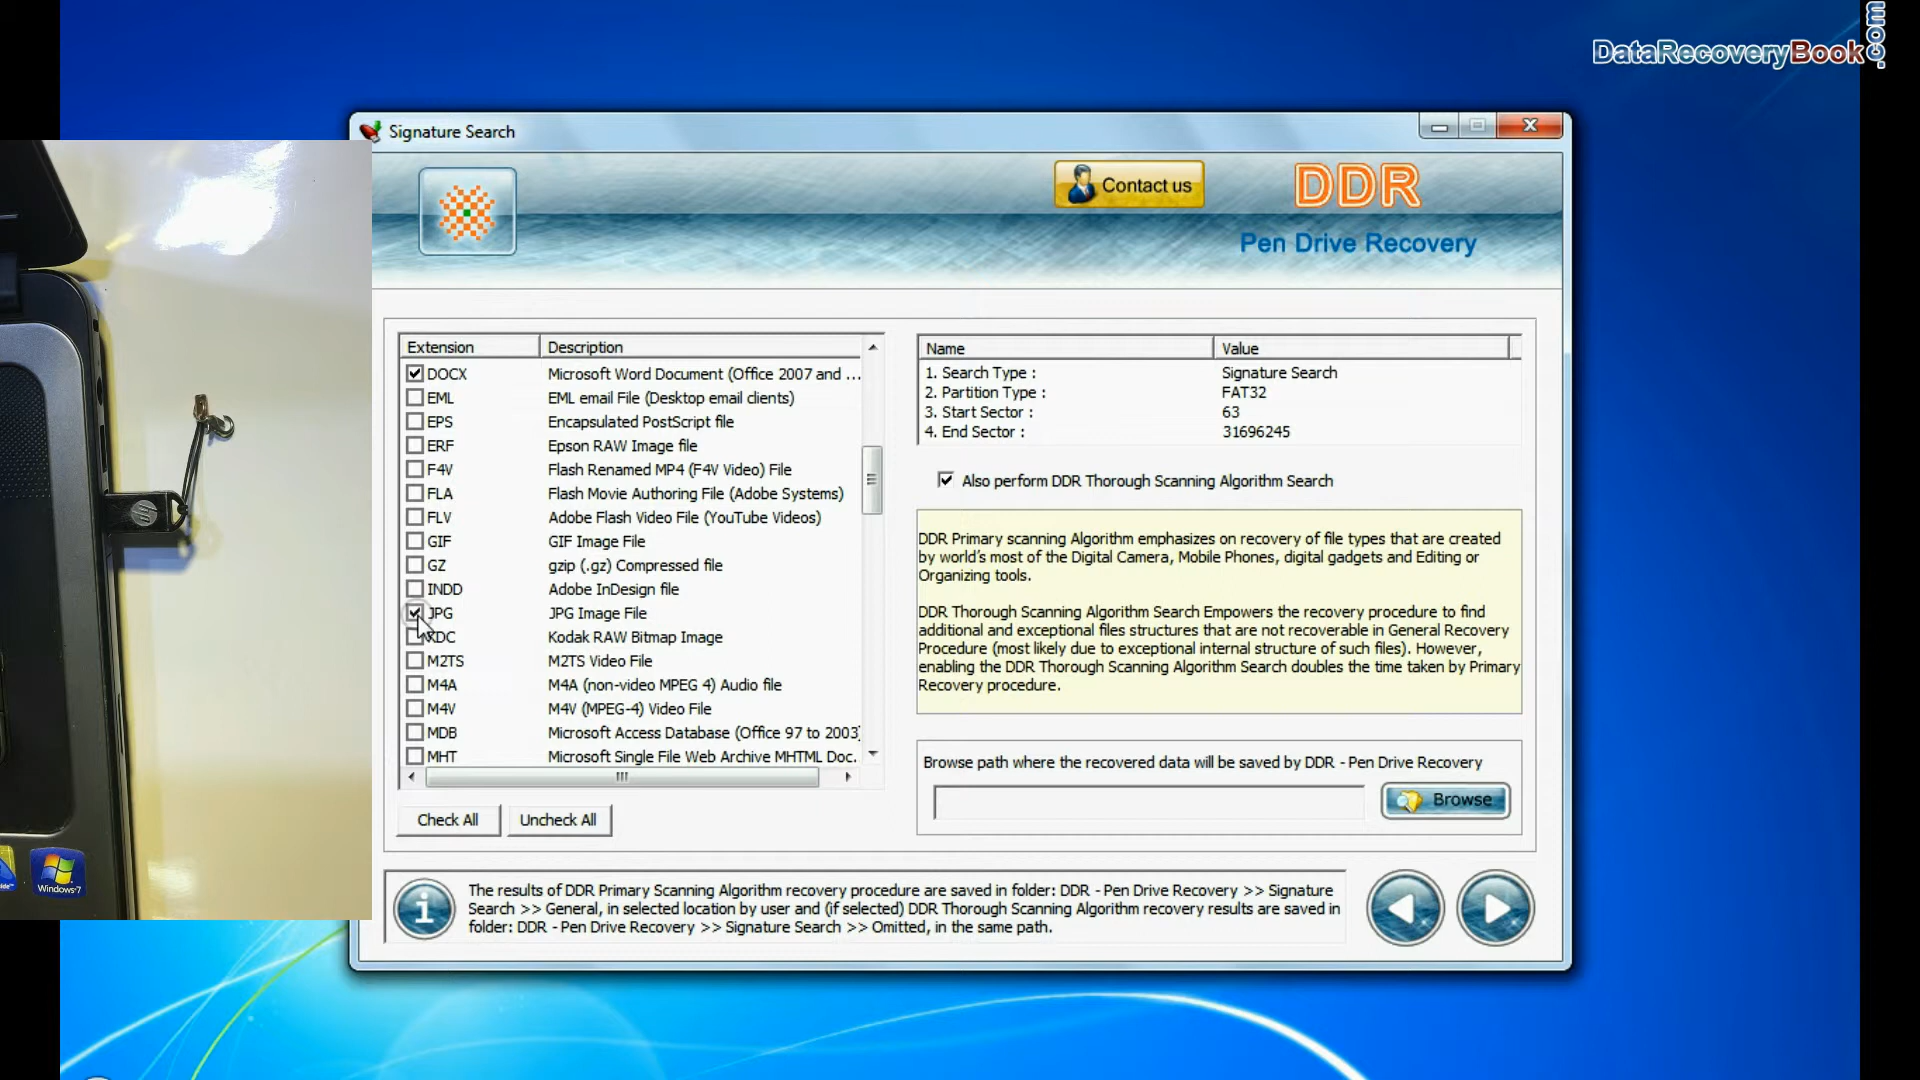 DataRecoveryBook.com
Signature Search
Contact us
DDR
Pen Drive Recovery
Extension Description
DOCX Microsoft Word Document (Office 2007 and ...
EML EML email File (Desktop email clients)
EPS Encapsulated PostScript file
ERF Epson RAW Image file
F4V Flash Renamed MP4 (F4V Video) File
FLA Flash Movie Authoring File (Adobe Systems)
FLV Adobe Flash Video File (YouTube Videos)
GIF GIF Image File
GZ gzip (.gz) Compressed file
INDD Adobe InDesign file
JPG JPG Image File
KDC Kodak RAW Bitmap Image
M2TS M2TS Video File
M4A M4A (non-video MPEG 4) Audio file
M4V M4V (MPEG-4) Video File
MDB Microsoft Access Database (Office 97 to 2003)
MHT Microsoft Single File Web Archive MHTML Doc.
Check All Uncheck All
Name Value
1. Search Type : Signature Search
2. Partition Type : FAT32
3. Start Sector : 63
4. End Sector : 31696245
Also perform DDR Thorough Scanning Algorithm Search
DDR Primary scanning Algorithm emphasizes on recovery of file types that are created
by world's most of the Digital Camera, Mobile Phones, digital gadgets and Editing or
Organizing tools.
DDR Thorough Scanning Algorithm Search Empowers the recovery procedure to find
additional and exceptional files structures that are not recoverable in General Recovery
Procedure (most likely due to exceptional internal structure of such files). However,
enabling the DDR Thorough Scanning Algorithm Search doubles the time taken by Primary
Recovery procedure.
Browse path where the recovered data will be saved by DDR - Pen Drive Recovery
Browse
The results of DDR Primary Scanning Algorithm recovery procedure are saved in folder: DDR - Pen Drive Recovery >> Signature
Search >> General, in selected location by user and (if selected) DDR Thorough Scanning Algorithm recovery results are saved in
folder: DDR - Pen Drive Recovery >> Signature Search >> Omitted, in the same path.
hp
Windows 7